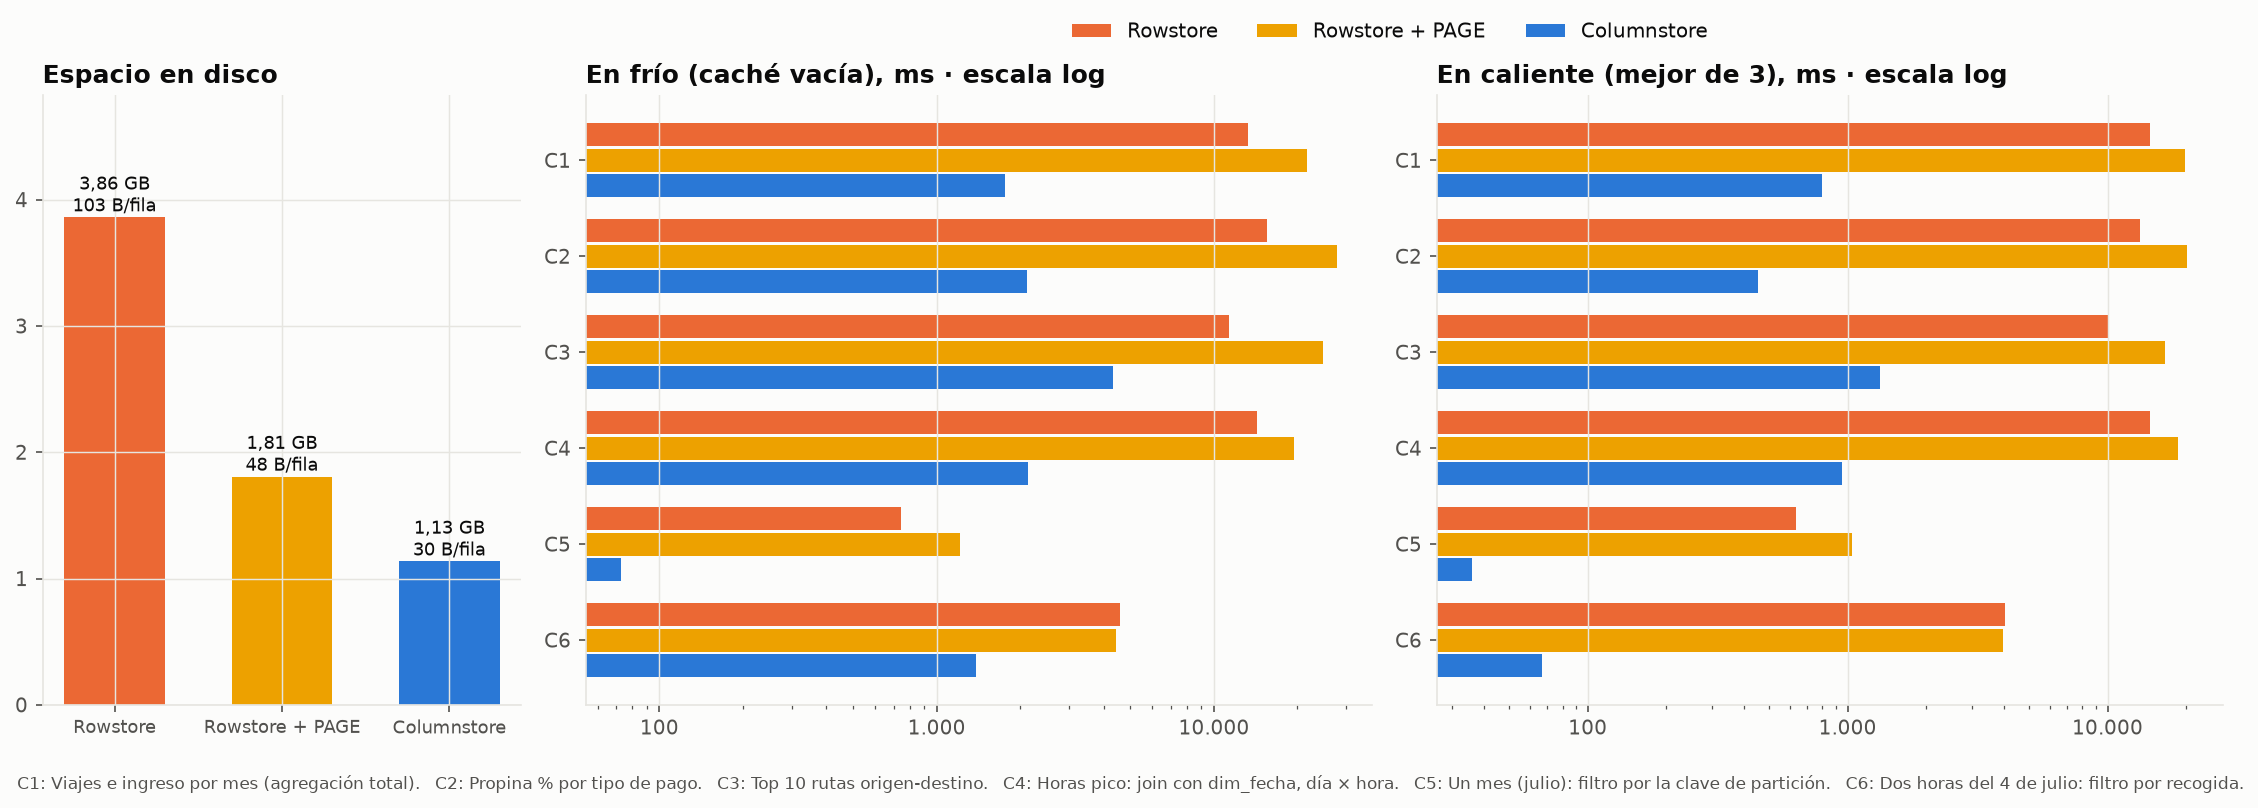 Rowstore
Rowstore + PAGE
Columnstore
Espacio en disco
4
3
2
1
0
3,86 GB
103 B/fila
1,81 GB
48 B/fila
1,13 GB
30 B/fila
Rowstore
Rowstore + PAGE
Columnstore
En frío (caché vacía), ms · escala log
C1
C2
C3
C4
C5
C6
100
1.000
10.000
En caliente (mejor de 3), ms · escala log
C1
C2
C3
C4
C5
C6
100
1.000
10.000
C1: Viajes e ingreso por mes (agregación total). C2: Propina % por tipo de pago. C3: Top 10 rutas origen-destino. C4: Horas pico: join con dim_fecha, día × hora. C5: Un mes (julio): filtro por la clave de partición. C6: Dos horas del 4 de julio: filtro por recogida.